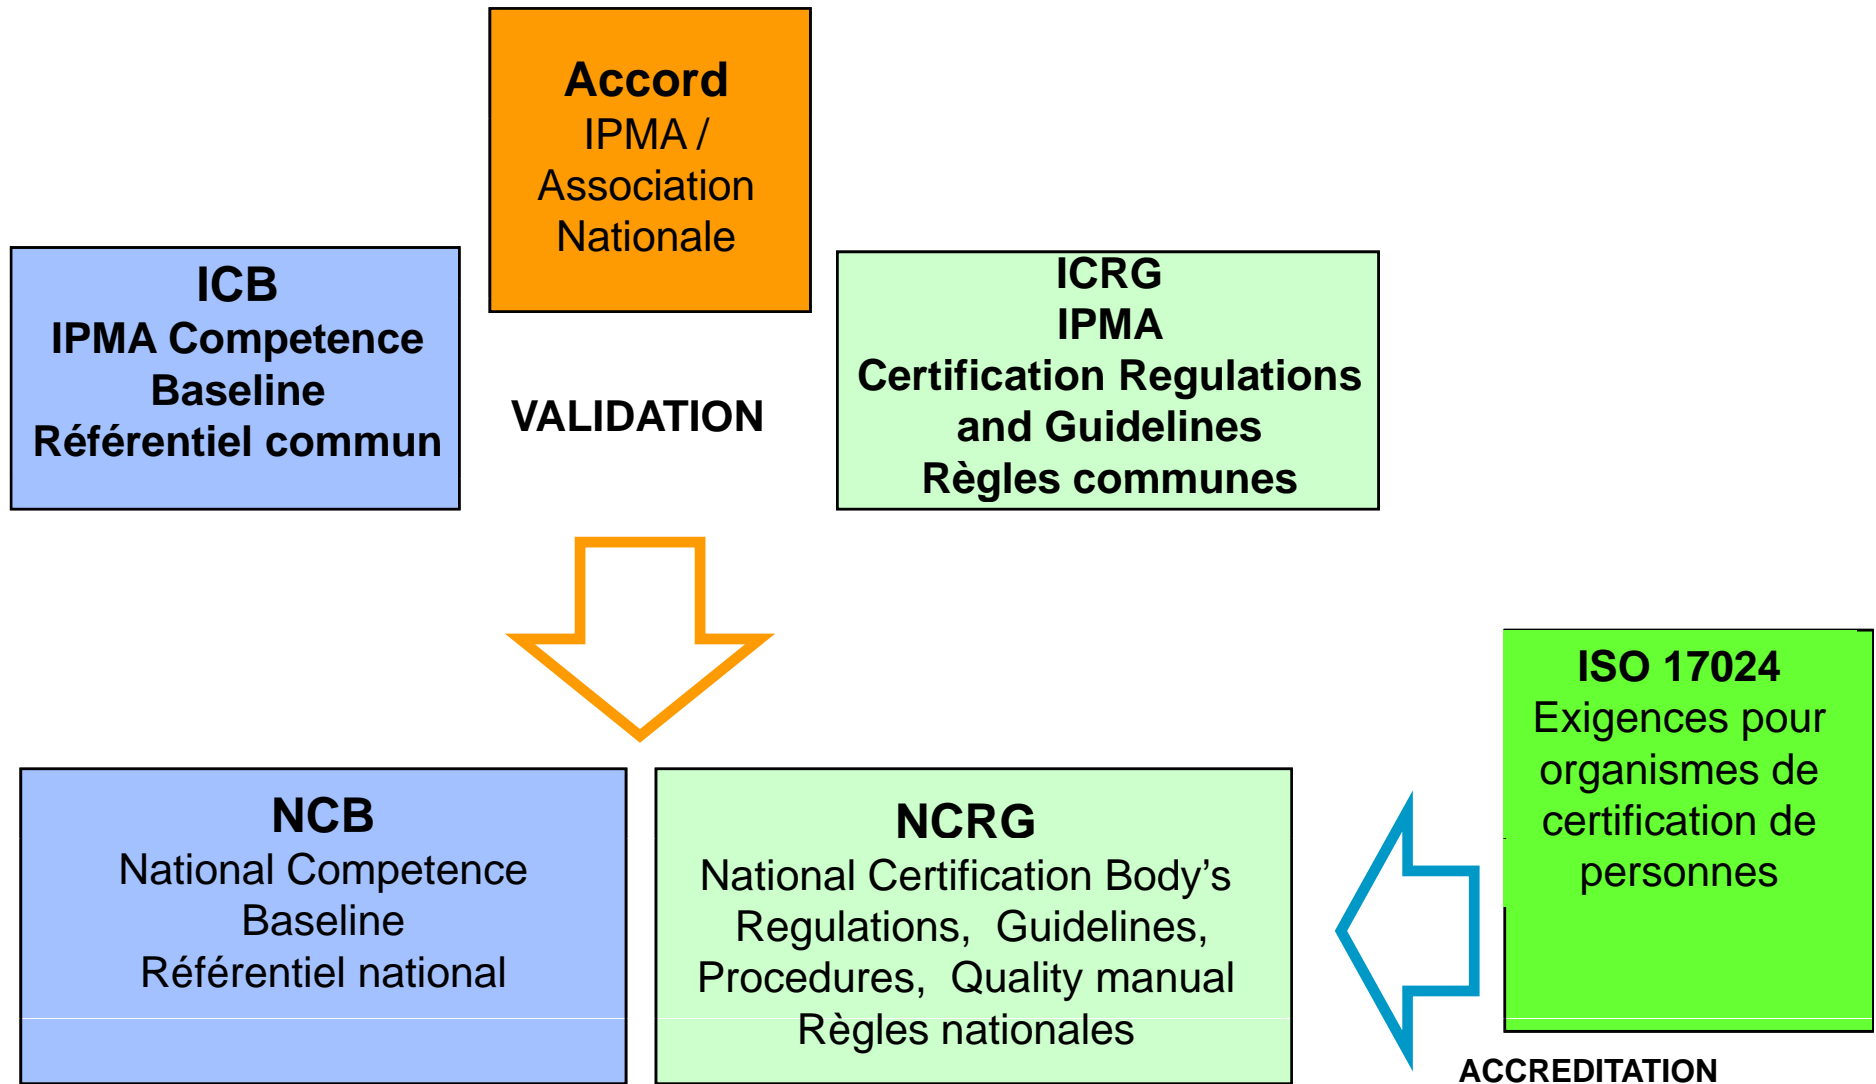 Accord
IPMA /
Association
Nationale
ICB
IPMA Competence
Baseline
Référentiel commun
VALIDATION
ICRG
IPMA
Certification Regulations
and Guidelines
Règles communes
NCB
National Competence
Baseline
Référentiel national
NCRG
National Certification Body’s
Regulations, Guidelines,
Procedures, Quality manual
Règles nationales
ISO 17024
Exigences pour
organismes de
certification de
personnes
ACCREDITATION